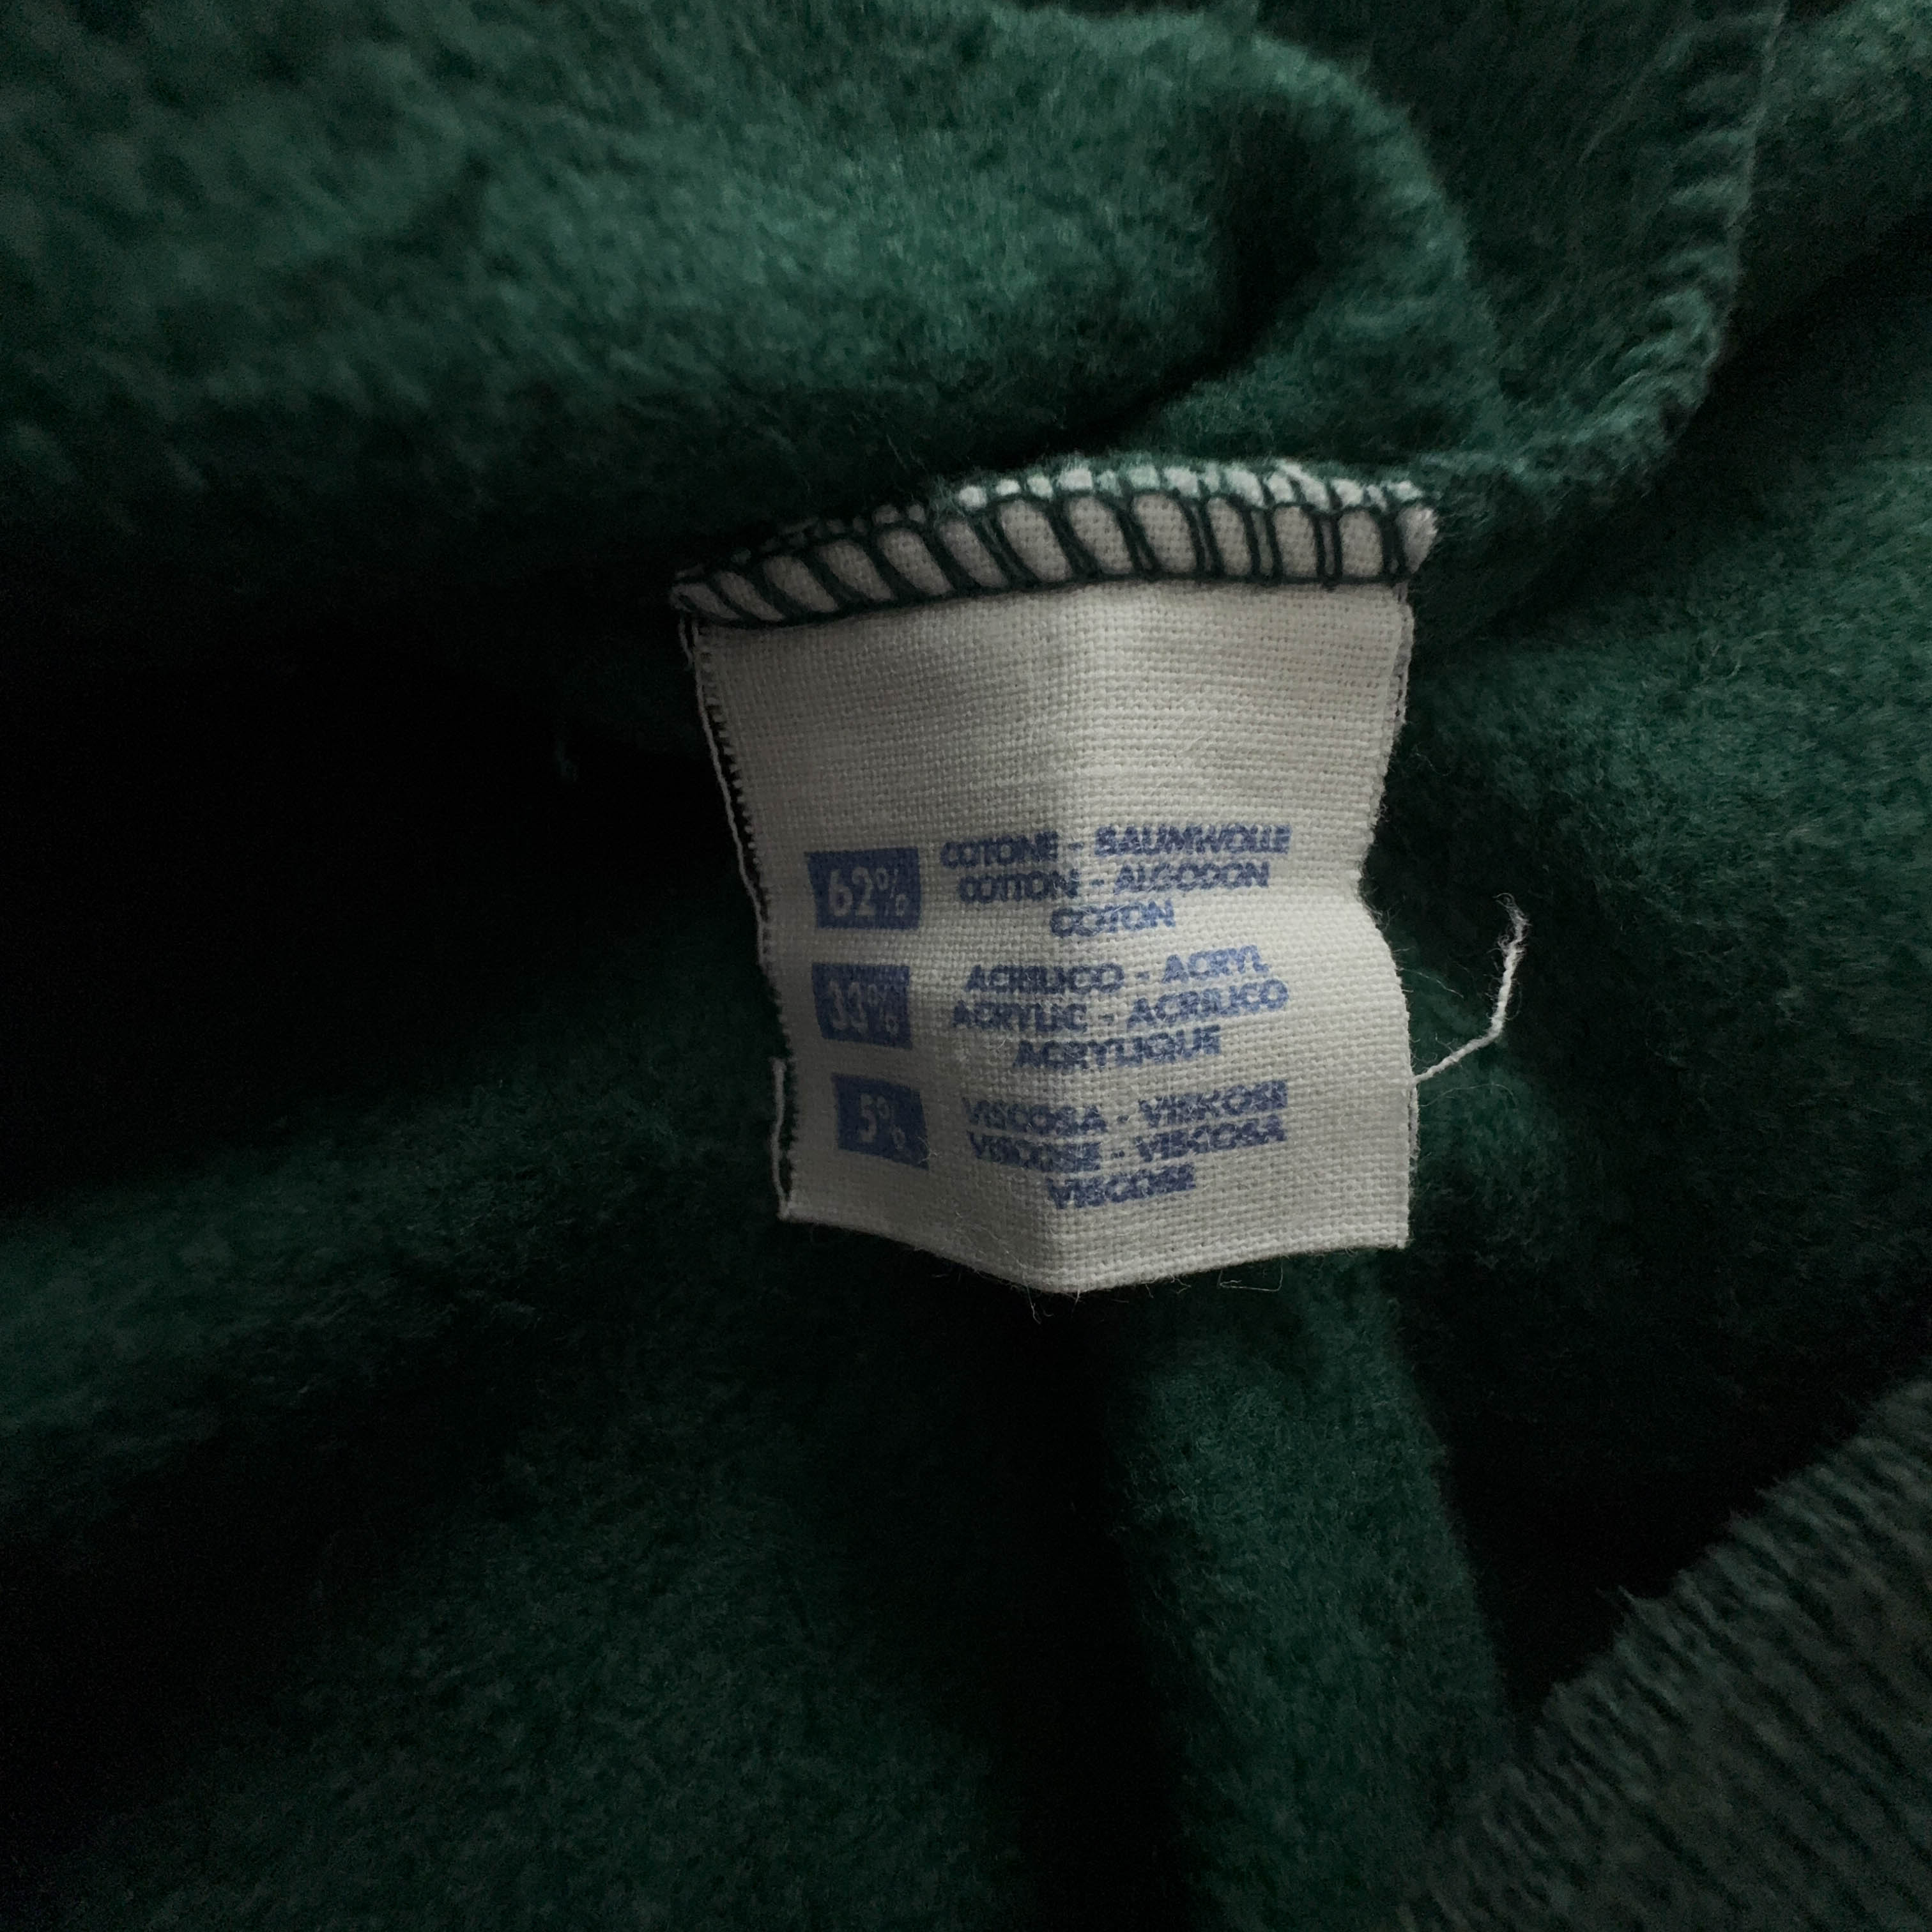 62% COTONE - BAUMWOLLE
COTTON - ALGODON
COTON
33% ACRILICO - ACRYL
ACRYLIC - ACRILICO
ACRYLIQUE
5% VISCOSA - VISKOSE
VISCOSE - VISCOSA
VISCOSE